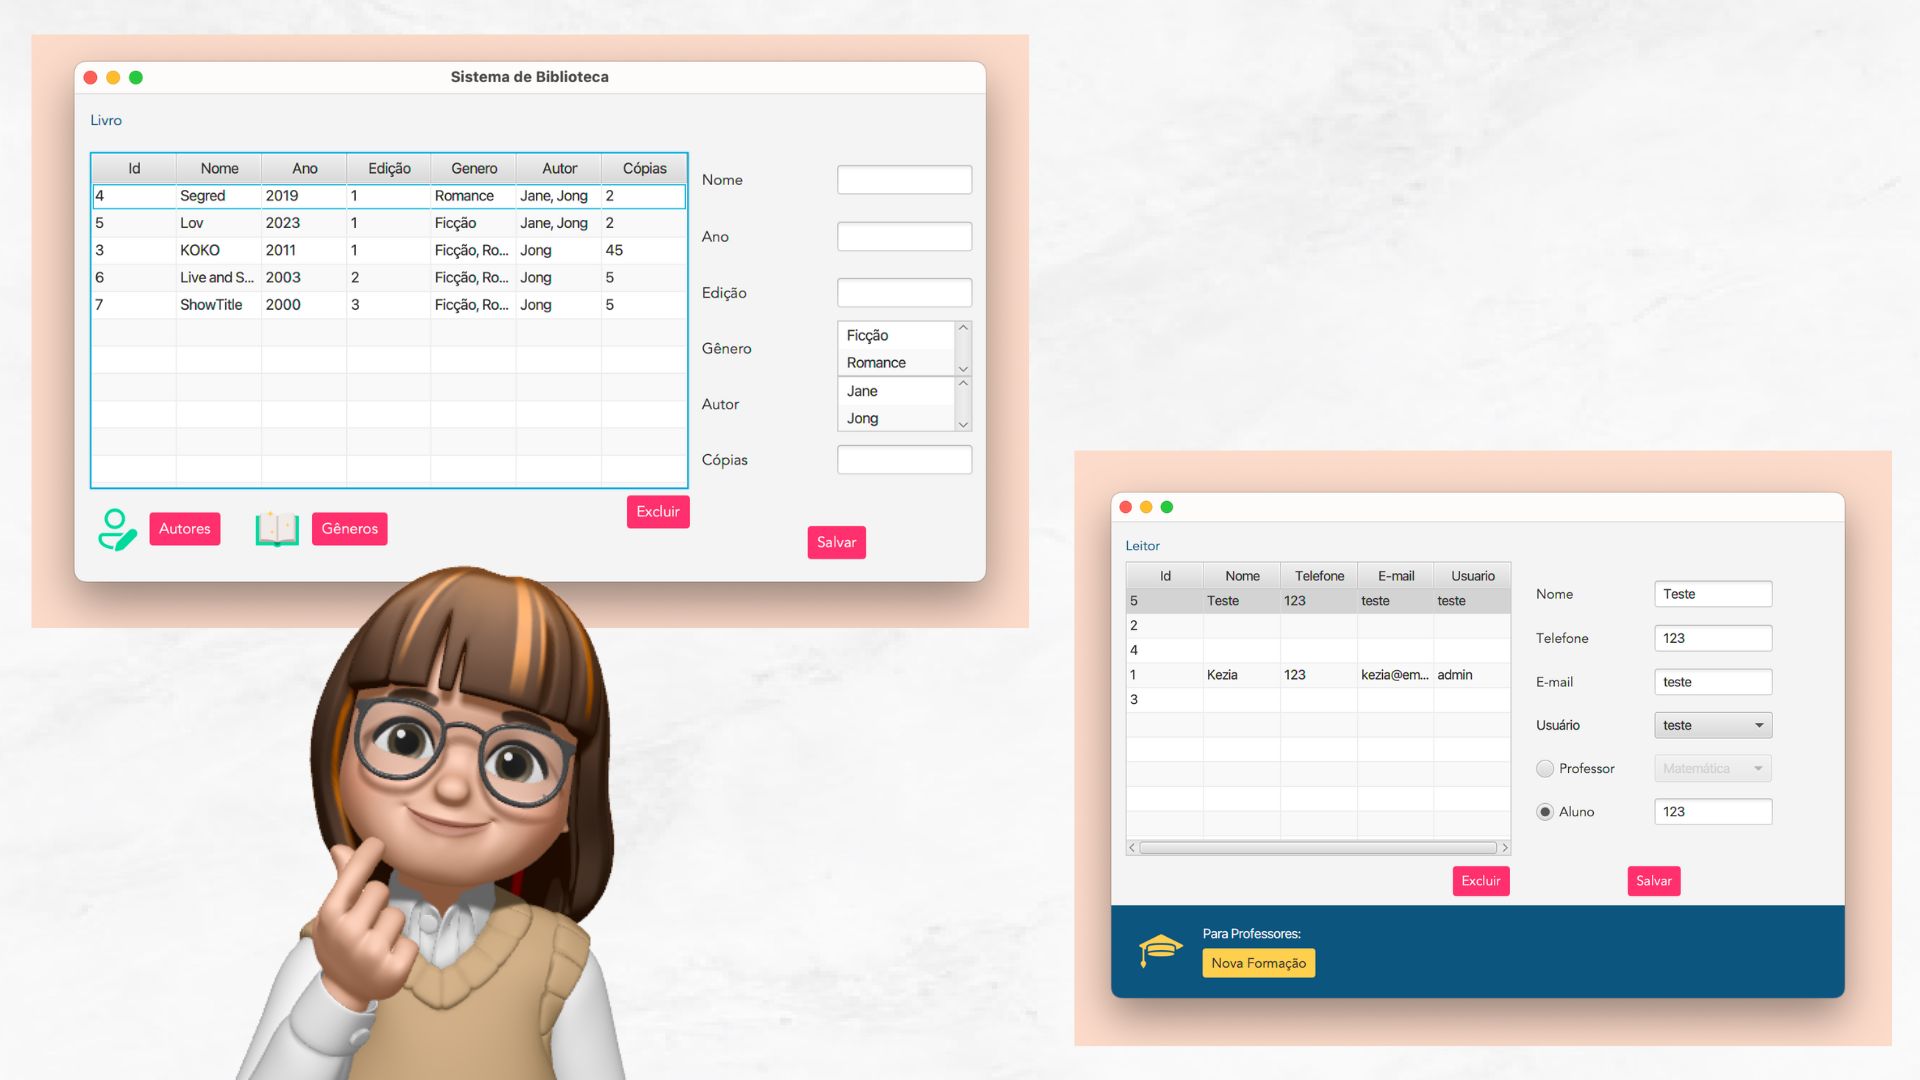 Sistema de Biblioteca
Livro
Id Nome Ano Edição Genero Autor Cópias
4 Segred 2019 1 Romance Jane, Jong 2
5 Lov 2023 1 Ficção Jane, Jong 2
3 KOKO 2011 1 Ficção, Ro... Jong 45
6 Live and S... 2003 2 Ficção, Ro... Jong 5
7 ShowTitle 2000 3 Ficção, Ro... Jong 5
Nome
Ano
Edição
Gênero
Ficção
Romance
Autor
Jane
Jong
Cópias
Autores
Gêneros
Excluir
Salvar
Leitor
Id Nome Telefone E-mail Usuario
5 Teste 123 teste teste
2
4
1 Kezia 123 kezia@em... admin
3
Nome Teste
Telefone 123
E-mail teste
Usuário teste
Professor Matemática
Aluno 123
Excluir
Salvar
Para Professores:
Nova Formação